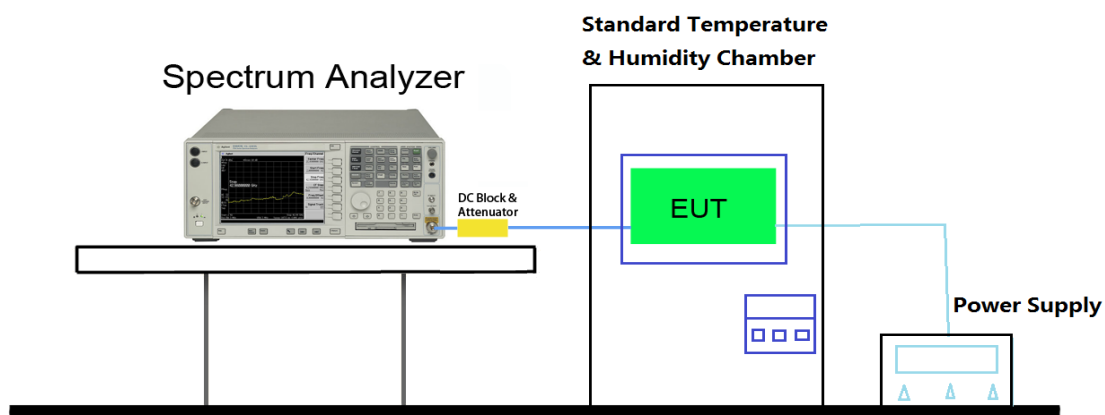 Standard Temperature
& Humidity Chamber
Spectrum Analyzer
DC Block &
Attenuator
EUT
Power Supply